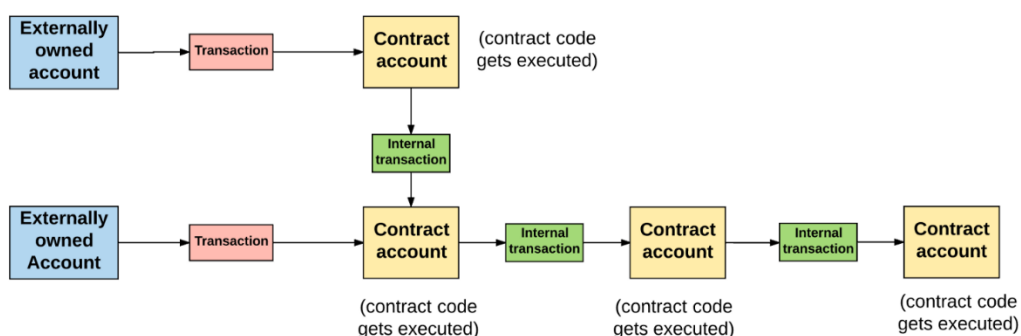 Externally
owned
account
Transaction
Contract
account
(contract code
gets executed)
Internal
transaction
Externally
owned
Account
Transaction
Contract
account
Internal
transaction
Contract
account
Internal
transaction
Contract
account
(contract code
gets executed)
(contract code
gets executed)
(contract code
gets executed)